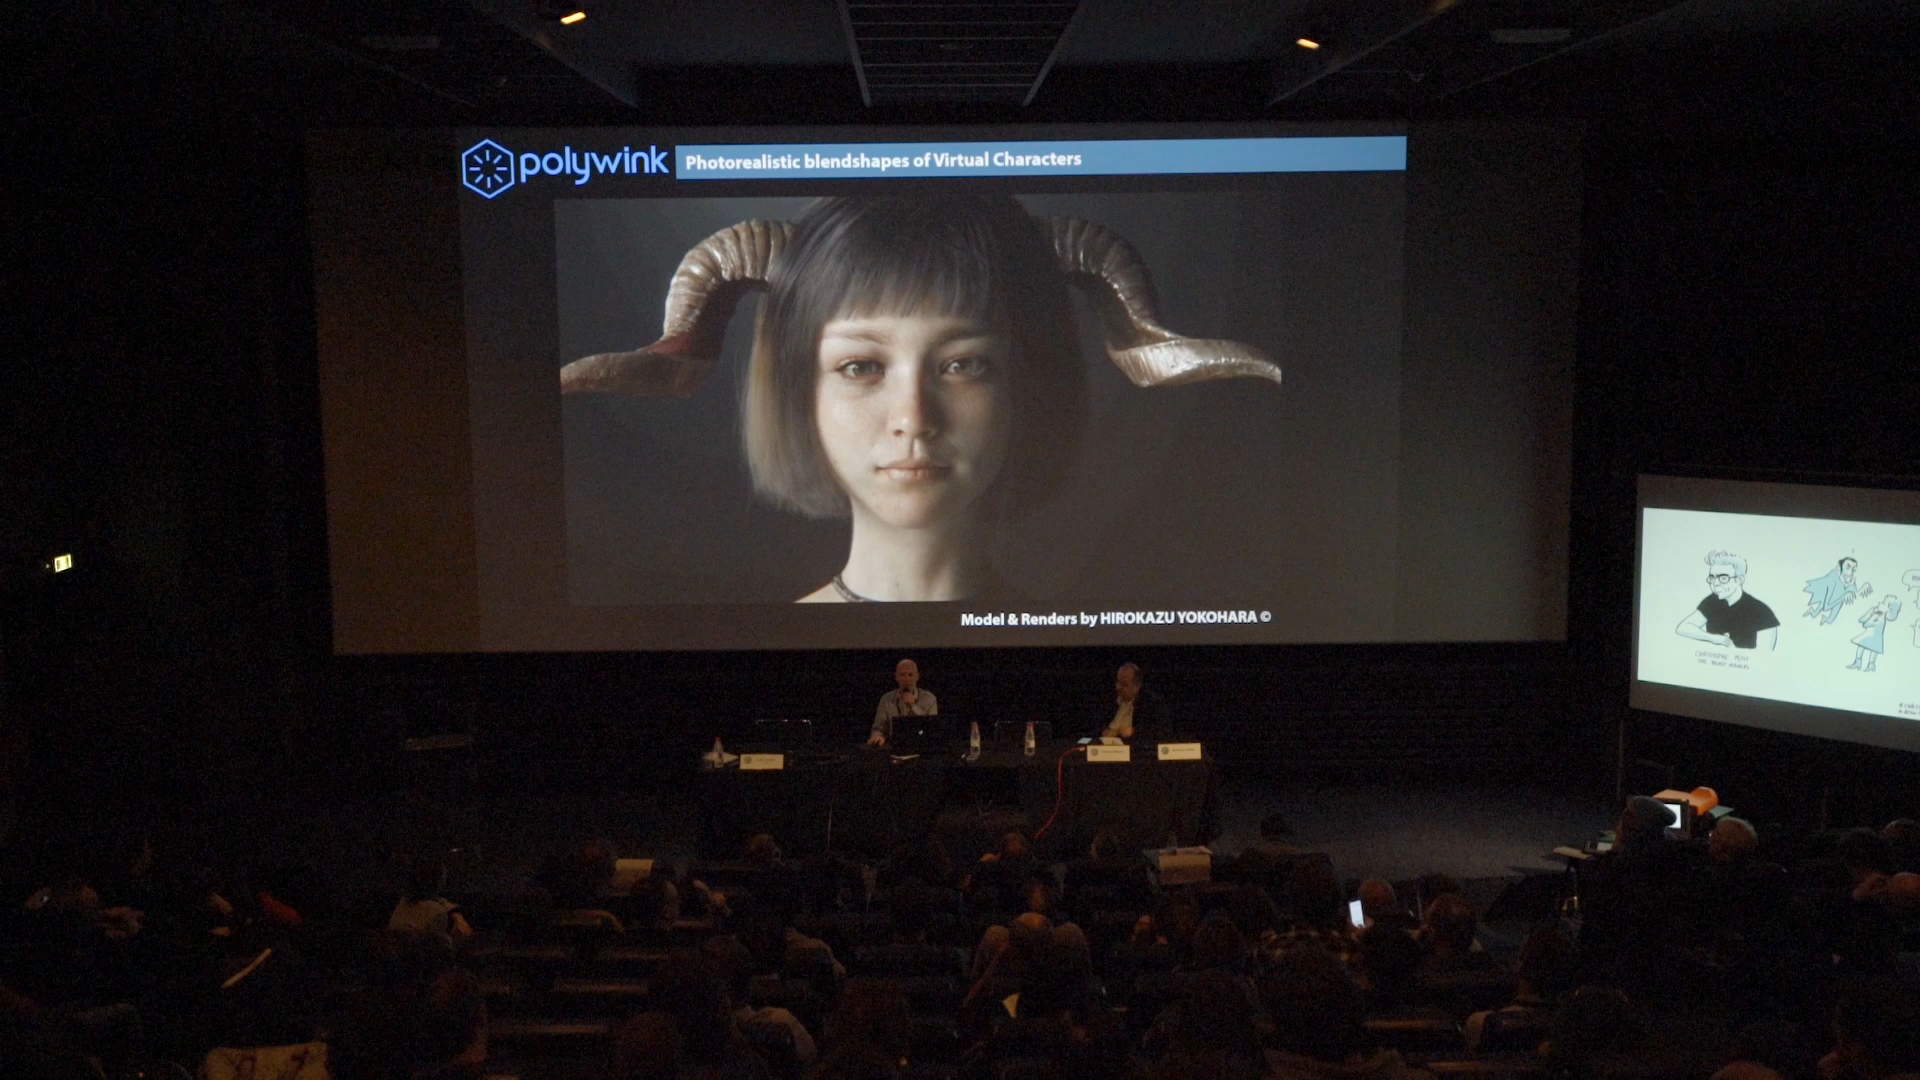 polywink
Photorealistic blendshapes of Virtual Characters
Model & Renders by HIROKAZU YOKOHARA ©